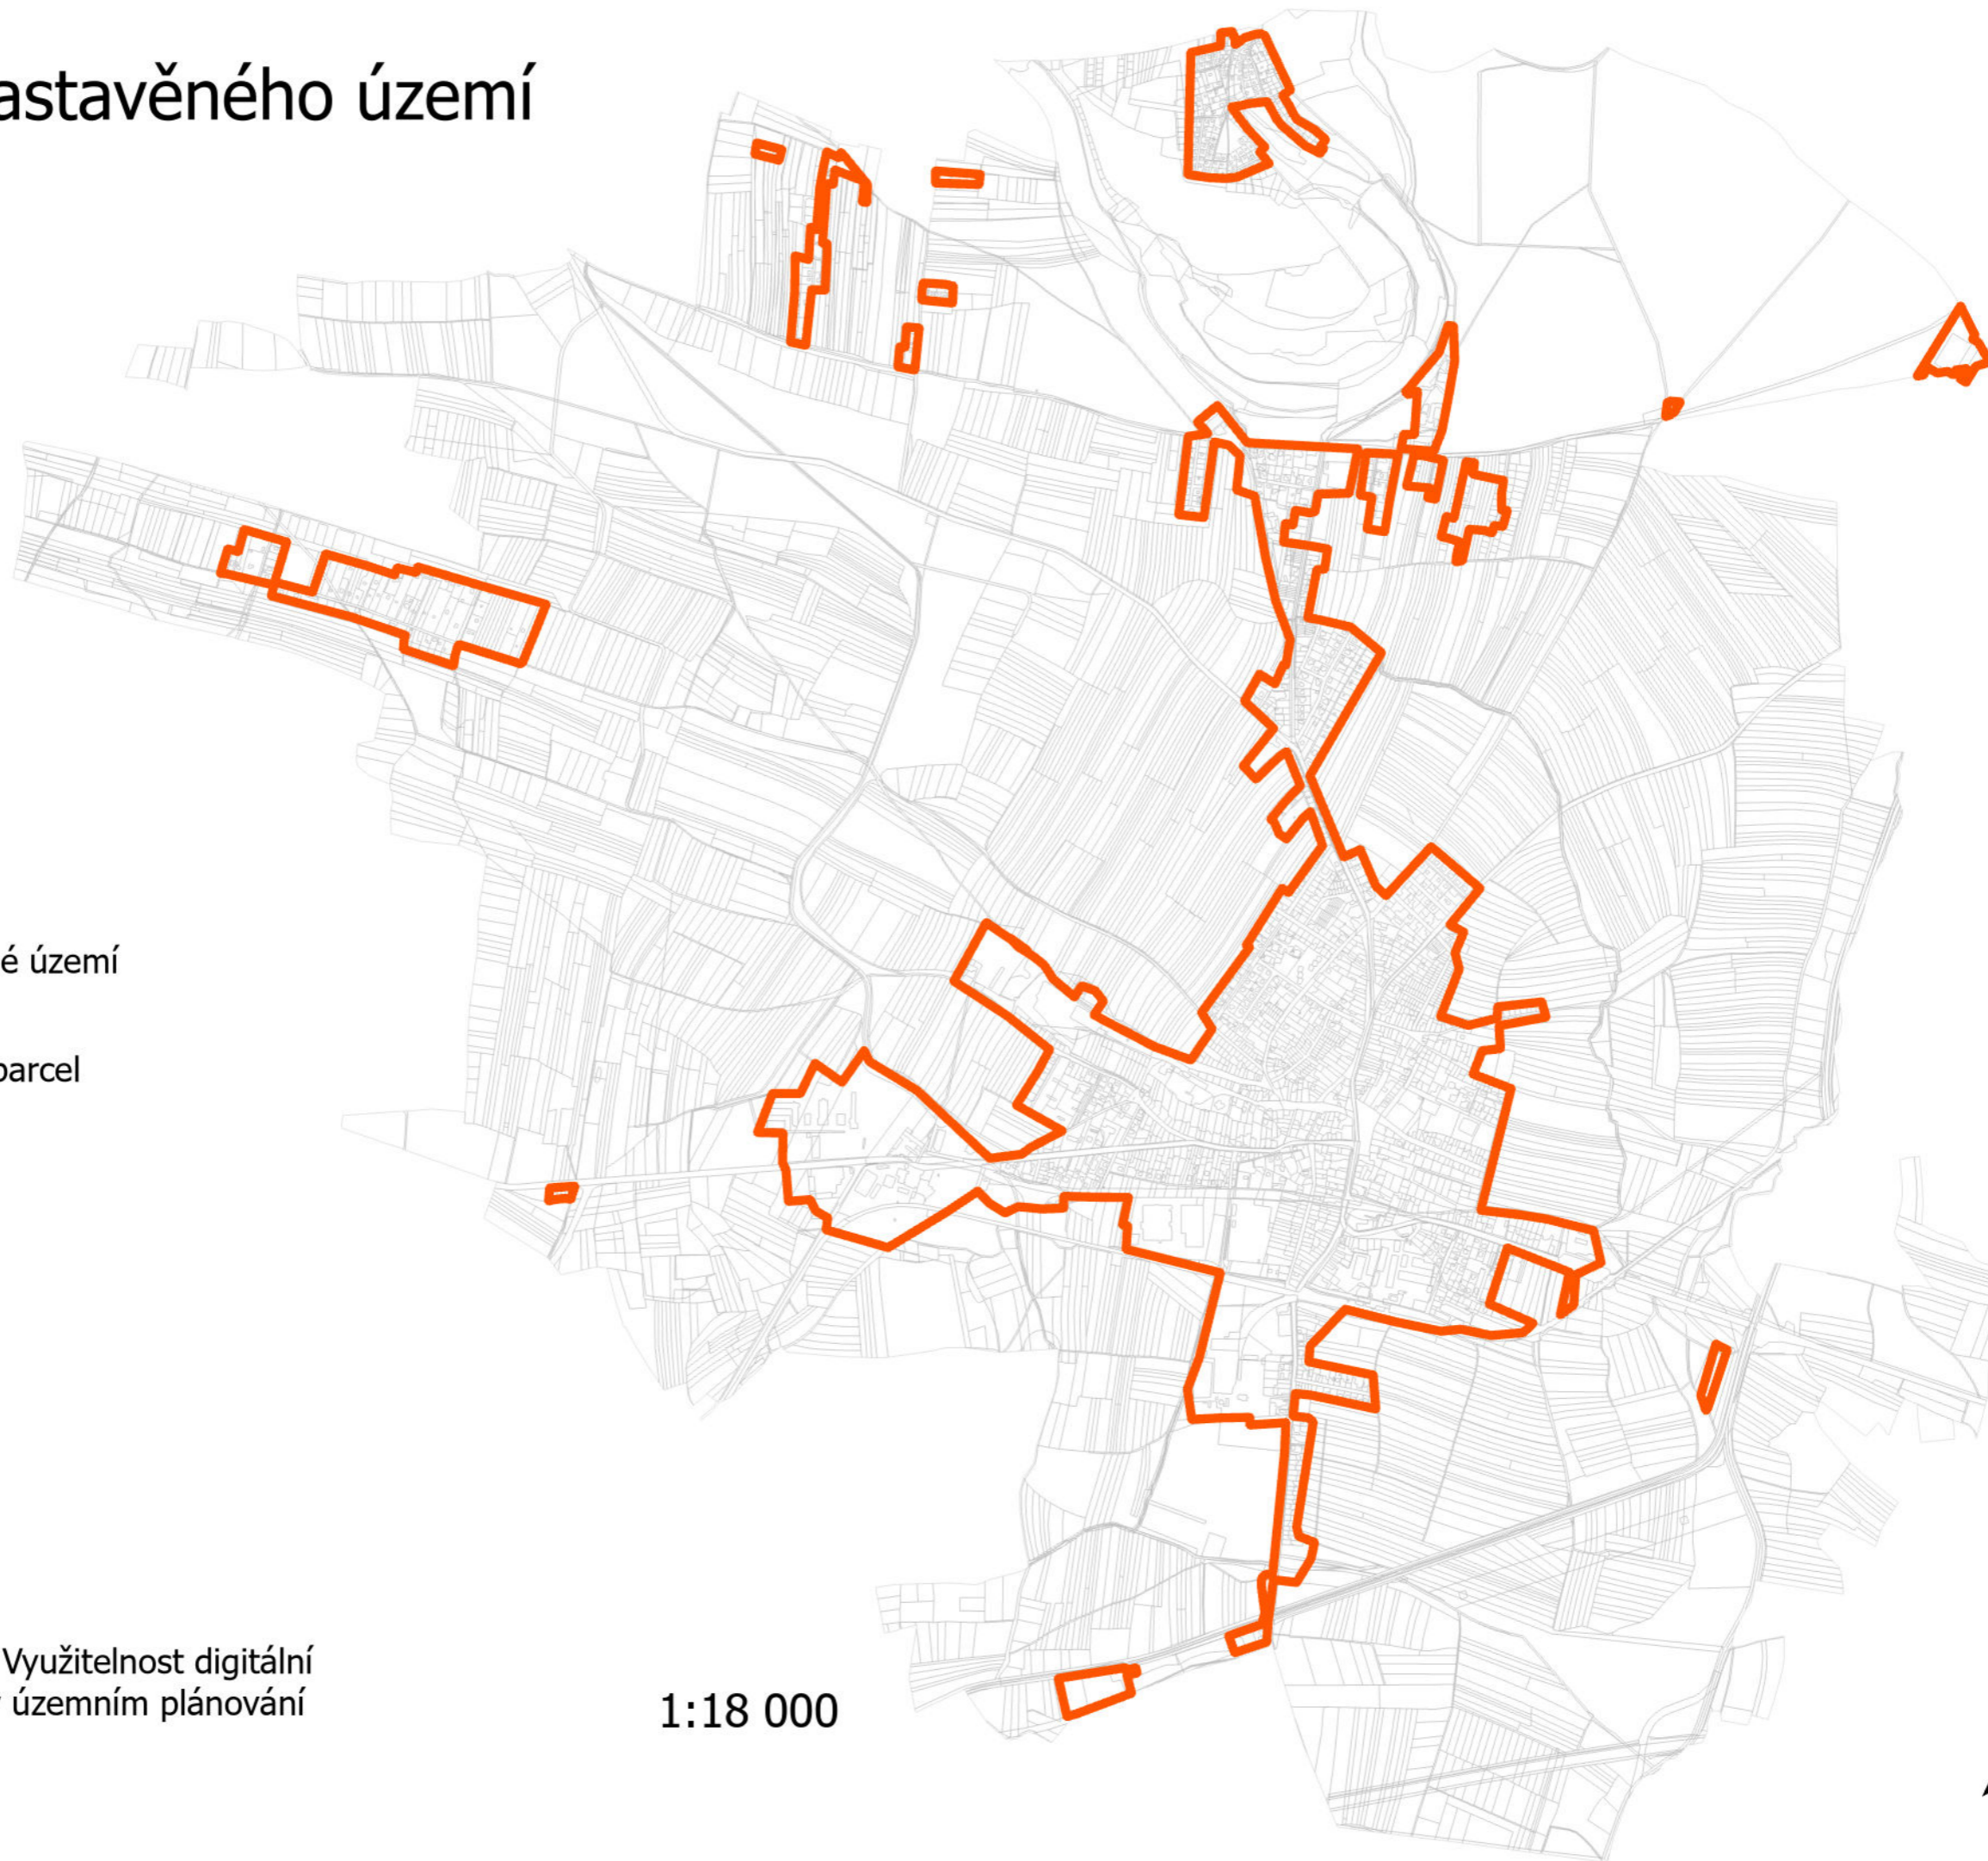 astavěného území
é území
parcel
Využitelnost digitální
územním plánování
1:18 000